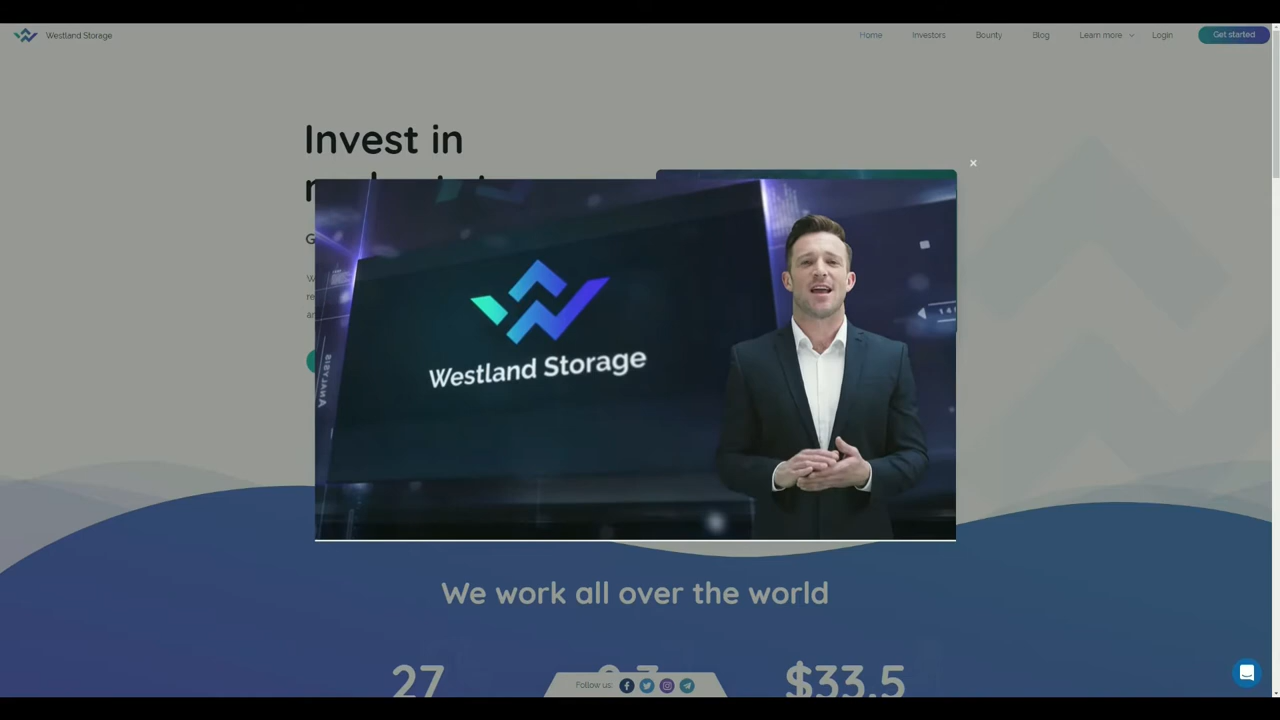 Westland Storage
Home
Investors
Bounty
Blog
Learn more
Login
Get started
Invest in
Westland Storage
ANALYSIS
We work all over the world
27
$33.5
Follow us: